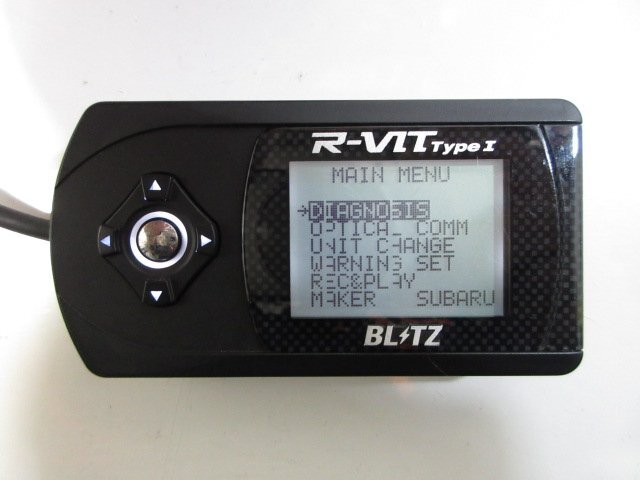 R-VIT Type I
MAIN MENU
→DIAGNOSIS
OPTICAL COMM
UNIT CHANGE
WARNING SET
REC&PLAY
MAKER SUBARU
BLITZ